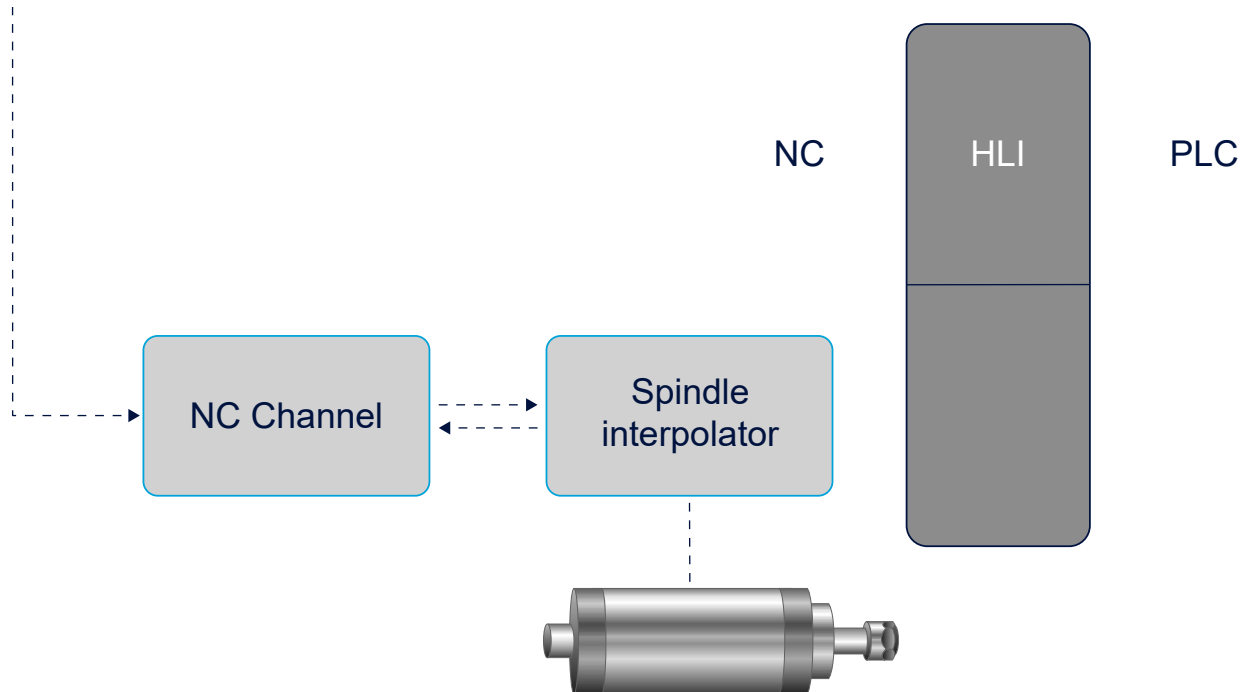 NC
HLI
PLC
NC Channel
Spindle
interpolator